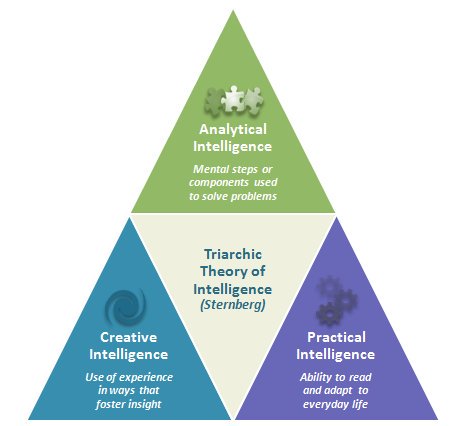 Analytical
Intelligence
Mental steps or
components used
to solve problems
Triarchic
Theory of
Intelligence
(Sternberg)
Creative
Intelligence
Use of experience
in ways that
foster insight
Practical
Intelligence
Ability to read
and adapt to
everyday life